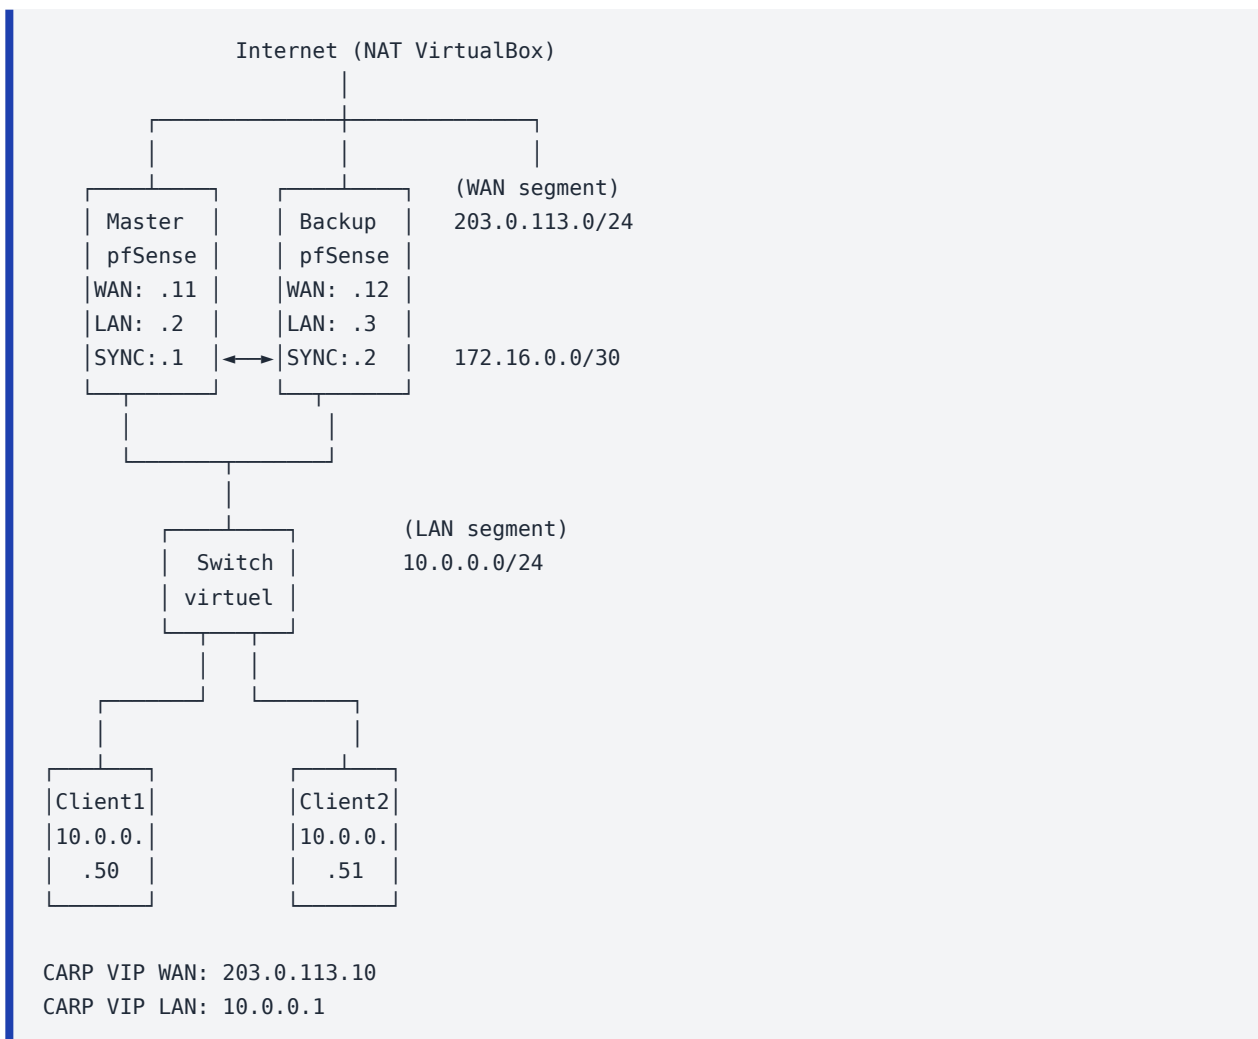 Internet (NAT VirtualBox)
(WAN segment)
Master Backup 203.0.113.0/24
pfSense pfSense
WAN: .11 WAN: .12
LAN: .2 LAN: .3
SYNC:.1 SYNC:.2 172.16.0.0/30
(LAN segment)
Switch 10.0.0.0/24
virtuel
Client1 Client2
10.0.0. 10.0.0.
.50 .51
CARP VIP WAN: 203.0.113.10
CARP VIP LAN: 10.0.0.1